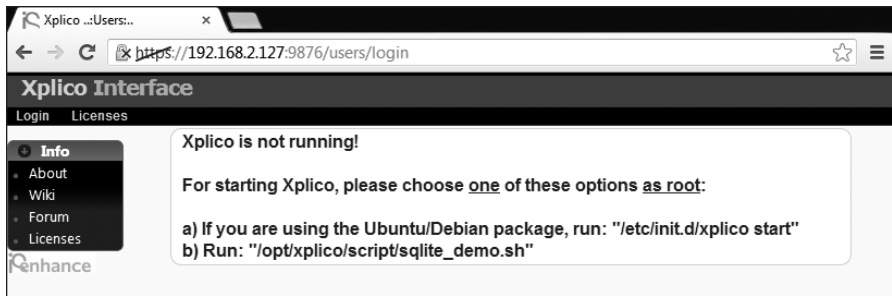 Xplico ..:Users:..
https://192.168.2.127:9876/users/login
Xplico Interface
Login Licenses
Info
About
Wiki
Forum
Licenses
enhance
Xplico is not running!
For starting Xplico, please choose one of these options as root:
a) If you are using the Ubuntu/Debian package, run: "/etc/init.d/xplico start"
b) Run: "/opt/xplico/script/sqlite_demo.sh"